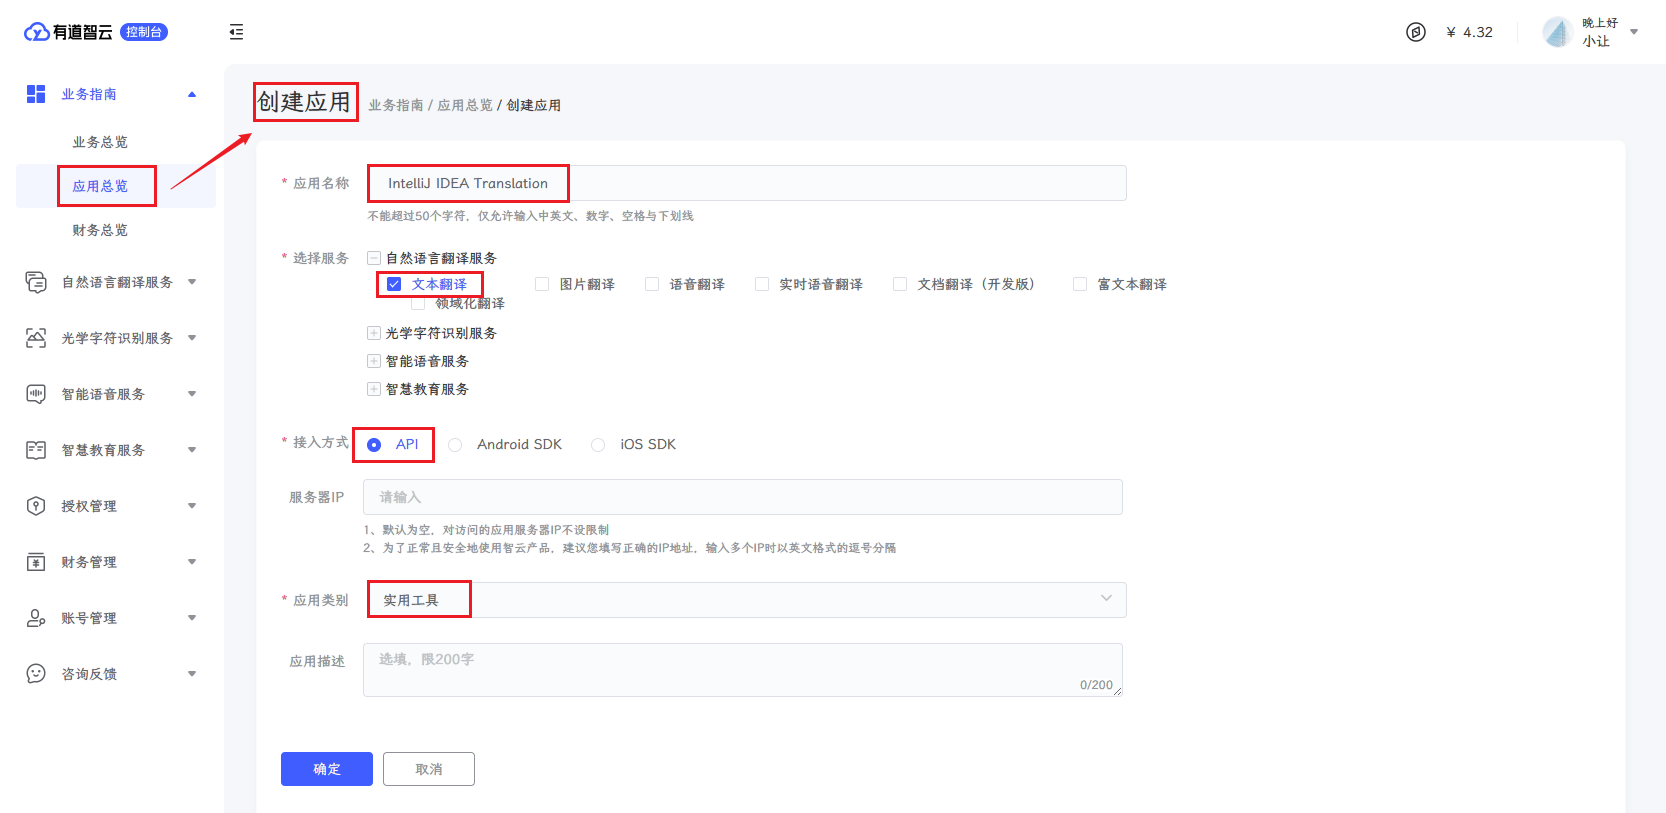 有道智云 控制台
¥ 4.32
晚上好
小让
业务指南
业务总览
应用总览
财务总览
自然语言翻译服务
光学字符识别服务
智能语音服务
智慧教育服务
授权管理
财务管理
账号管理
咨询反馈
创建应用 业务指南 / 应用总览 / 创建应用
* 应用名称 IntelliJ IDEA Translation
不能超过50个字符，仅允许输入中英文、数字、空格与下划线
* 选择服务 自然语言翻译服务
文本翻译 图片翻译 语音翻译 实时语音翻译 文档翻译（开发版） 富文本翻译
领域化翻译
光学字符识别服务
智能语音服务
智慧教育服务
* 接入方式 API Android SDK iOS SDK
服务器IP 请输入
1、默认为空，对访问的应用服务器IP不设限制
2、为了正常且安全地使用智云产品，建议您填写正确的IP地址，输入多个IP时以英文格式的逗号分隔
* 应用类别 实用工具
应用描述 选填，限200字
0/200
确定 取消